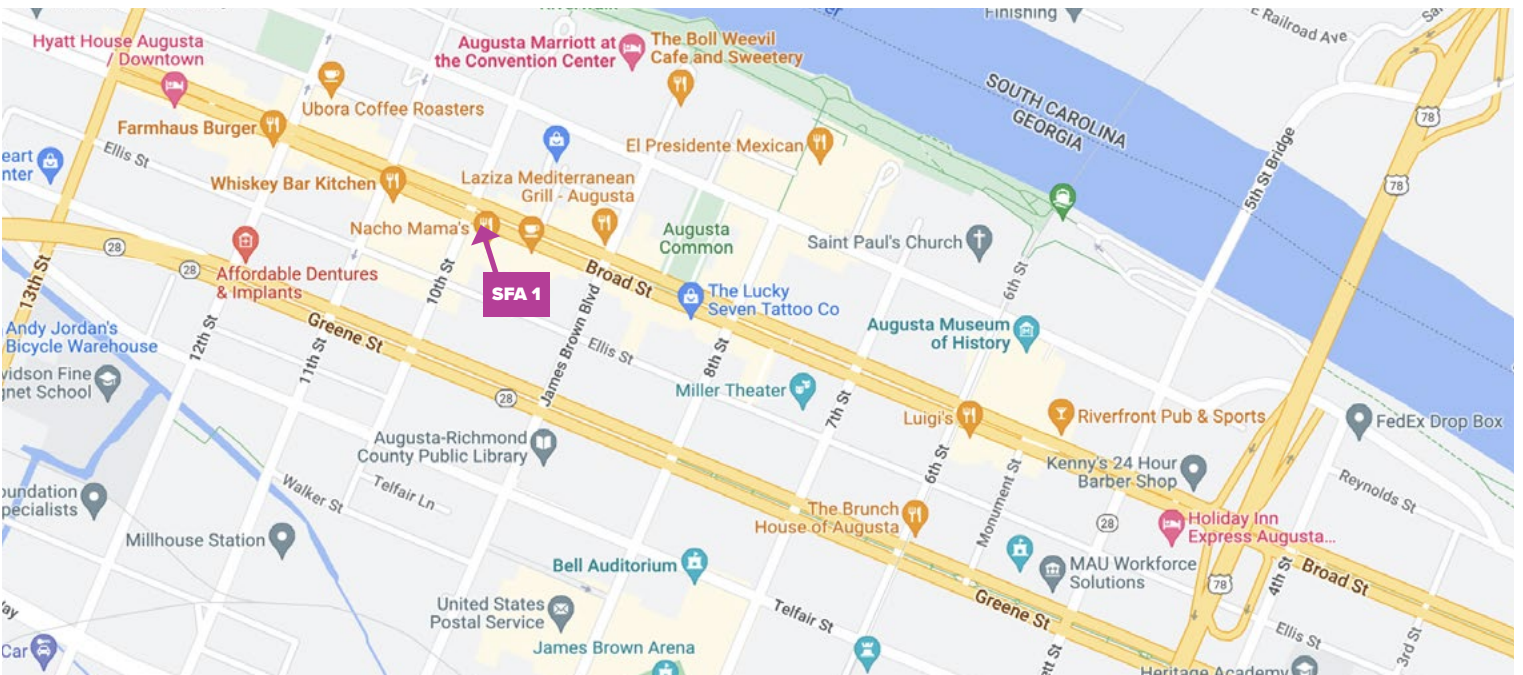 Finishing
E Railroad Ave
Hyatt House Augusta
/ Downtown
Augusta Marriott at
the Convention Center
The Boll Weevil
Cafe and Sweetery
Ubora Coffee Roasters
SOUTH CAROLINA
GEORGIA
78
Farmhaus Burger
El Presidente Mexican
5th St Bridge
Ellis St
Whiskey Bar Kitchen
Laziza Mediterranean
Grill - Augusta
78
Nacho Mama's
Augusta
Common
Saint Paul's Church
28
28
Affordable Dentures
& Implants
13th St
10th St
SFA 1
Broad St
6th St
The Lucky
Seven Tattoo Co
Greene St
Andy Jordan's
Bicycle Warehouse
12th St
11th St
James Brown Blvd
Ellis St
8th St
Augusta Museum
of History
Miller Theater
28
7th St
Luigi's
Riverfront Pub & Sports
FedEx Drop Box
Augusta-Richmond
County Public Library
6th St
Monument St
Kenny's 24 Hour
Barber Shop
Reynolds St
Walker St
Telfair Ln
The Brunch
House of Augusta
28
Holiday Inn
Express Augusta...
Millhouse Station
Bell Auditorium
MAU Workforce
Solutions
78
4th St
Broad St
United States
Postal Service
Telfair St
Greene St
Ellis St
3rd St
James Brown Arena
Car
Heritage Academy